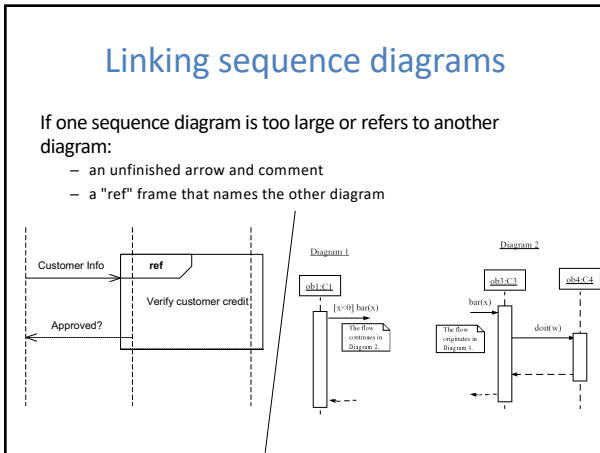 Linking sequence diagrams
If one sequence diagram is too large or refers to another
diagram:
– an unfinished arrow and comment
– a "ref" frame that names the other diagram
Customer Info
ref
Verify customer credit
Approved?
Diagram 1
ob1:C1
[x<0] bar(x)
The flow
continues in
Diagram 2.
Diagram 2
ob3:C3
ob4:C4
bar(x)
The flow
originates in
Diagram 1.
doit(w)